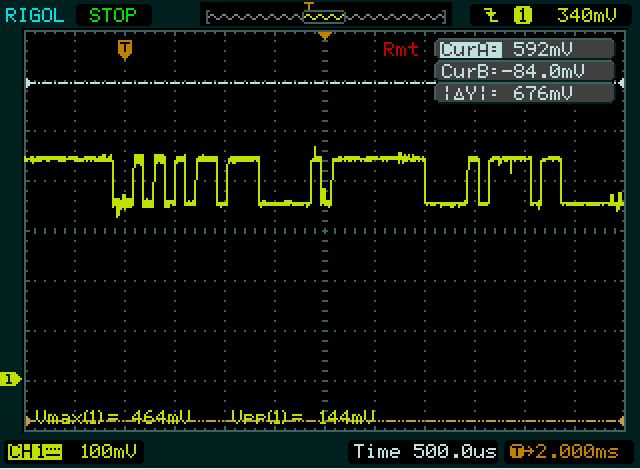 RIGOL STOP T 1 340mV
T
Rmt CurA: 592mV
CurB:-84.0mV
|ΔY|: 676mV
1
Vmax(1)= 464mV Vpp(1)= 144mV
CH1 100mV Time 500.0us T→2.000ms